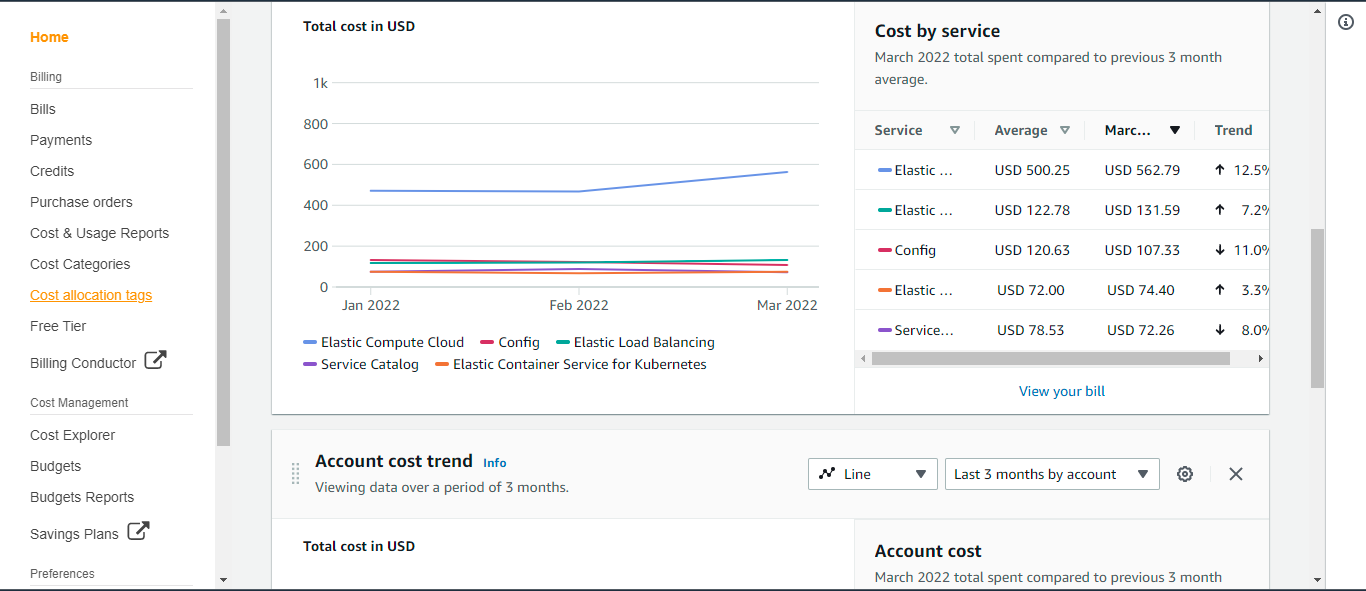 Home
Billing
Bills
Payments
Credits
Purchase orders
Cost & Usage Reports
Cost Categories
Cost allocation tags
Free Tier
Billing Conductor
Cost Management
Cost Explorer
Budgets
Budgets Reports
Savings Plans
Preferences
Total cost in USD
1k
800
600
400
200
0
Jan 2022 Feb 2022 Mar 2022
Elastic Compute Cloud Config Elastic Load Balancing
Service Catalog Elastic Container Service for Kubernetes
Cost by service
March 2022 total spent compared to previous 3 month
average.
Service Average Marc... Trend
Elastic ... USD 500.25 USD 562.79 12.5%
Elastic ... USD 122.78 USD 131.59 7.2%
Config USD 120.63 USD 107.33 11.0%
Elastic ... USD 72.00 USD 74.40 3.3%
Service... USD 78.53 USD 72.26 8.0%
View your bill
Account cost trend Info
Viewing data over a period of 3 months.
Line Last 3 months by account
Total cost in USD
Account cost
March 2022 total spent compared to previous 3 month